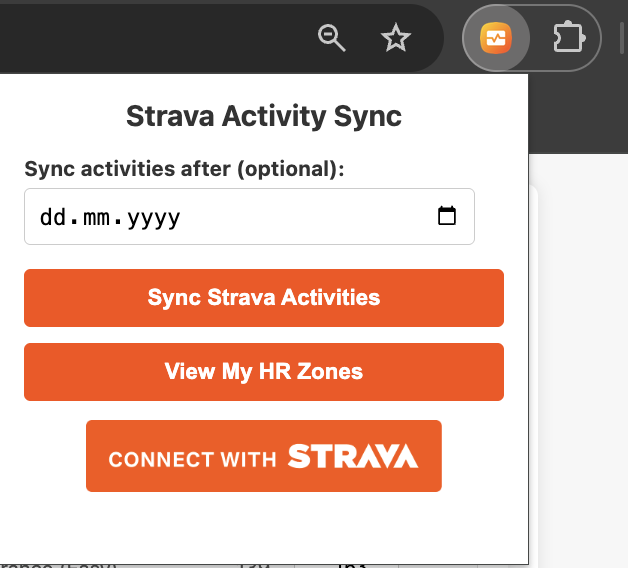 Strava Activity Sync
Sync activities after (optional):
dd.mm.yyyy
Sync Strava Activities
View My HR Zones
CONNECT WITH STRAVA